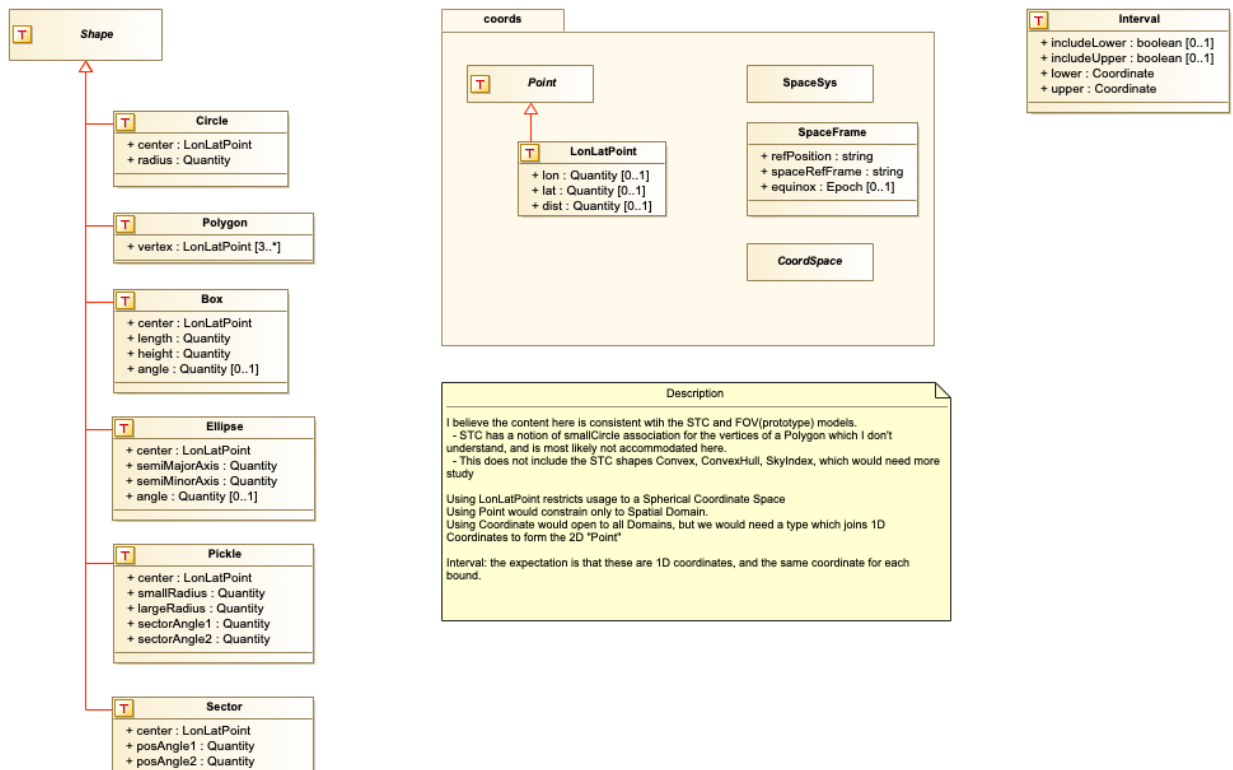 T
Shape
T
Circle
+ center : LonLatPoint
+ radius : Quantity
T
Polygon
+ vertex : LonLatPoint [3..*]
T
Box
+ center : LonLatPoint
+ length : Quantity
+ height : Quantity
+ angle : Quantity [0..1]
T
Ellipse
+ center : LonLatPoint
+ semiMajorAxis : Quantity
+ semiMinorAxis : Quantity
+ angle : Quantity [0..1]
T
Pickle
+ center : LonLatPoint
+ smallRadius : Quantity
+ largeRadius : Quantity
+ sectorAngle1 : Quantity
+ sectorAngle2 : Quantity
T
Sector
+ center : LonLatPoint
+ posAngle1 : Quantity
+ posAngle2 : Quantity
coords
T
Point
T
LonLatPoint
+ lon : Quantity [0..1]
+ lat : Quantity [0..1]
+ dist : Quantity [0..1]
SpaceSys
SpaceFrame
+ refPosition : string
+ spaceRefFrame : string
+ equinox : Epoch [0..1]
CoordSpace
Description
I believe the content here is consistent wtih the STC and FOV(prototype) models.
- STC has a notion of smallCircle association for the vertices of a Polygon which I don't
understand, and is most likely not accommodated here.
- This does not include the STC shapes Convex, ConvexHull, SkyIndex, which would need more
study
Using LonLatPoint restricts usage to a Spherical Coordinate Space
Using Point would constrain only to Spatial Domain.
Using Coordinate would open to all Domains, but we would need a type which joins 1D
Coordinates to form the 2D "Point"
Interval: the expectation is that these are 1D coordinates, and the same coordinate for each
bound.
T
Interval
+ includeLower : boolean [0..1]
+ includeUpper : boolean [0..1]
+ lower : Coordinate
+ upper : Coordinate